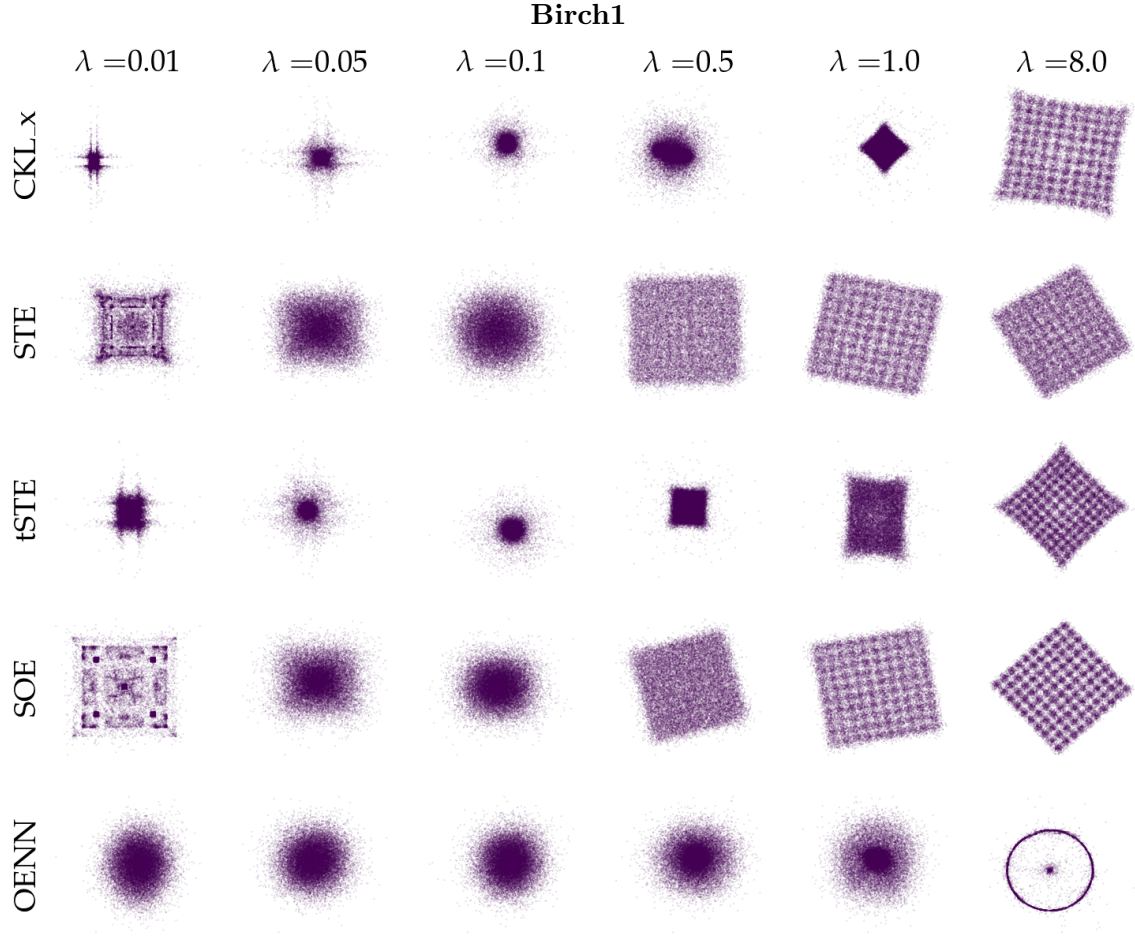 Birch1
λ =0.01 λ =0.05 λ =0.1 λ =0.5 λ =1.0 λ =8.0
CKL_x
STE
tSTE
SOE
OENN